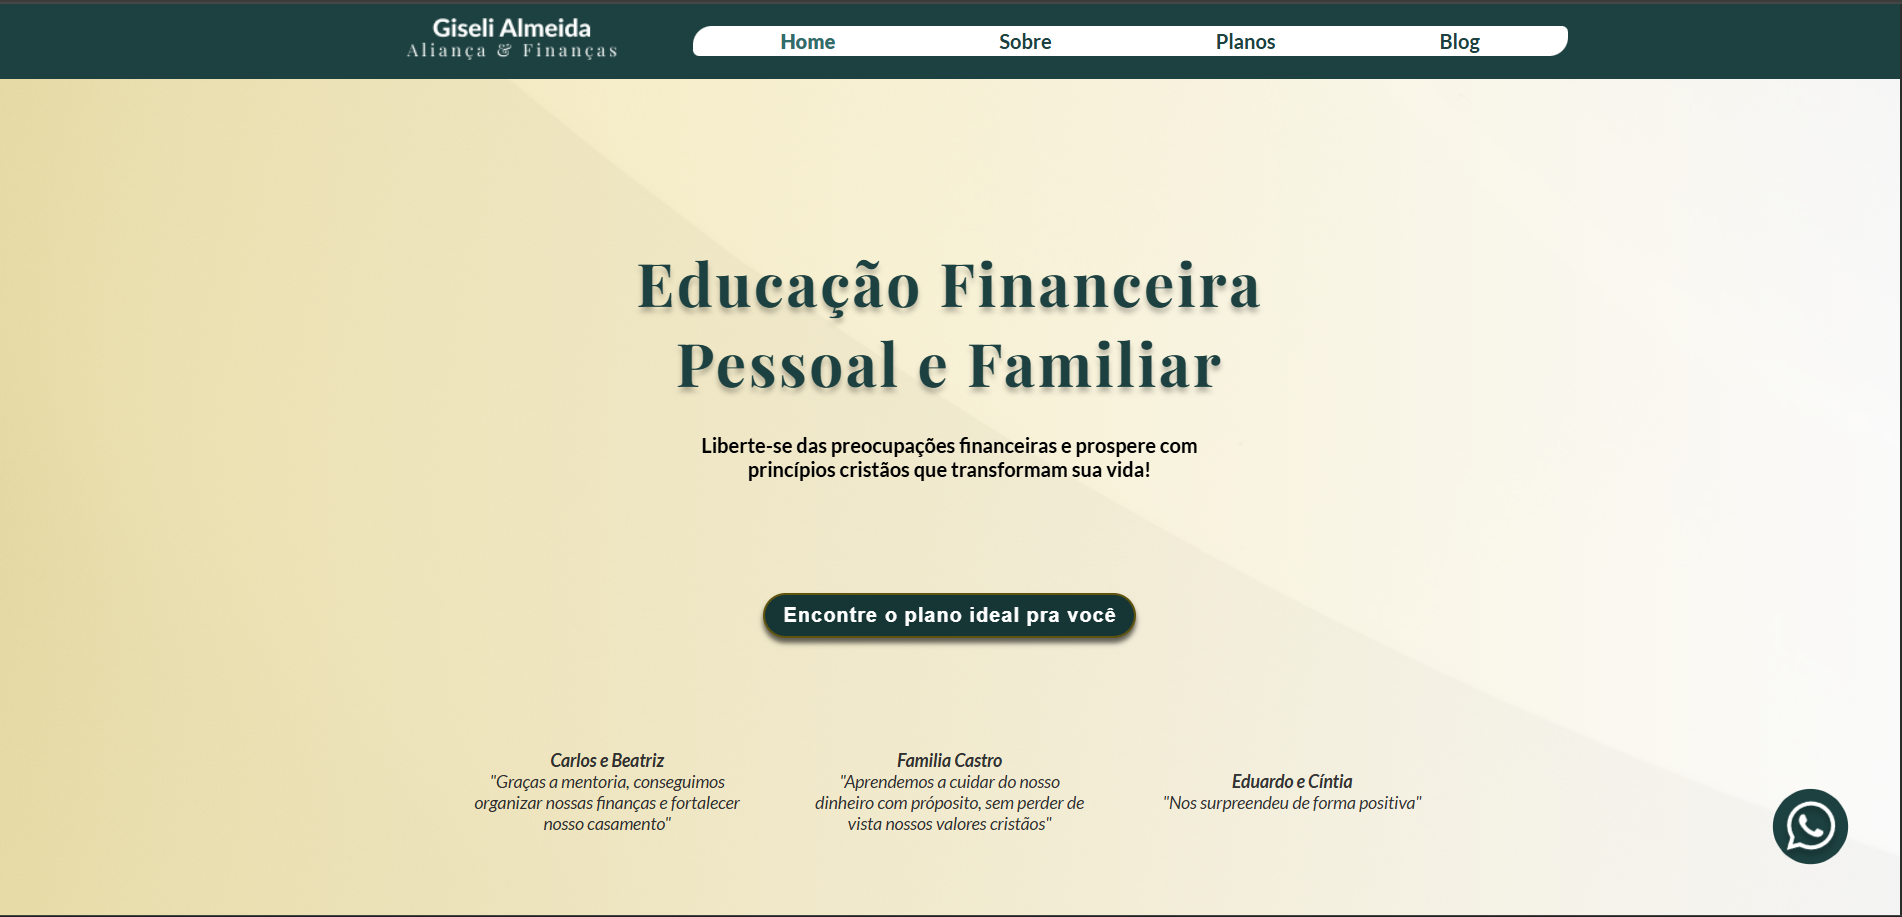 Giseli Almeida
Aliança & Finanças
Home Sobre Planos Blog
Educação Financeira
Pessoal e Familiar
Liberte-se das preocupações financeiras e prospere com
princípios cristãos que transformam sua vida!
Encontre o plano ideal pra você
Carlos e Beatriz
"Graças a mentoria, conseguimos
organizar nossas finanças e fortalecer
nosso casamento"
Familia Castro
"Aprendemos a cuidar do nosso
dinheiro com próposito, sem perder de
vista nossos valores cristãos"
Eduardo e Cíntia
"Nos surpreendeu de forma positiva"